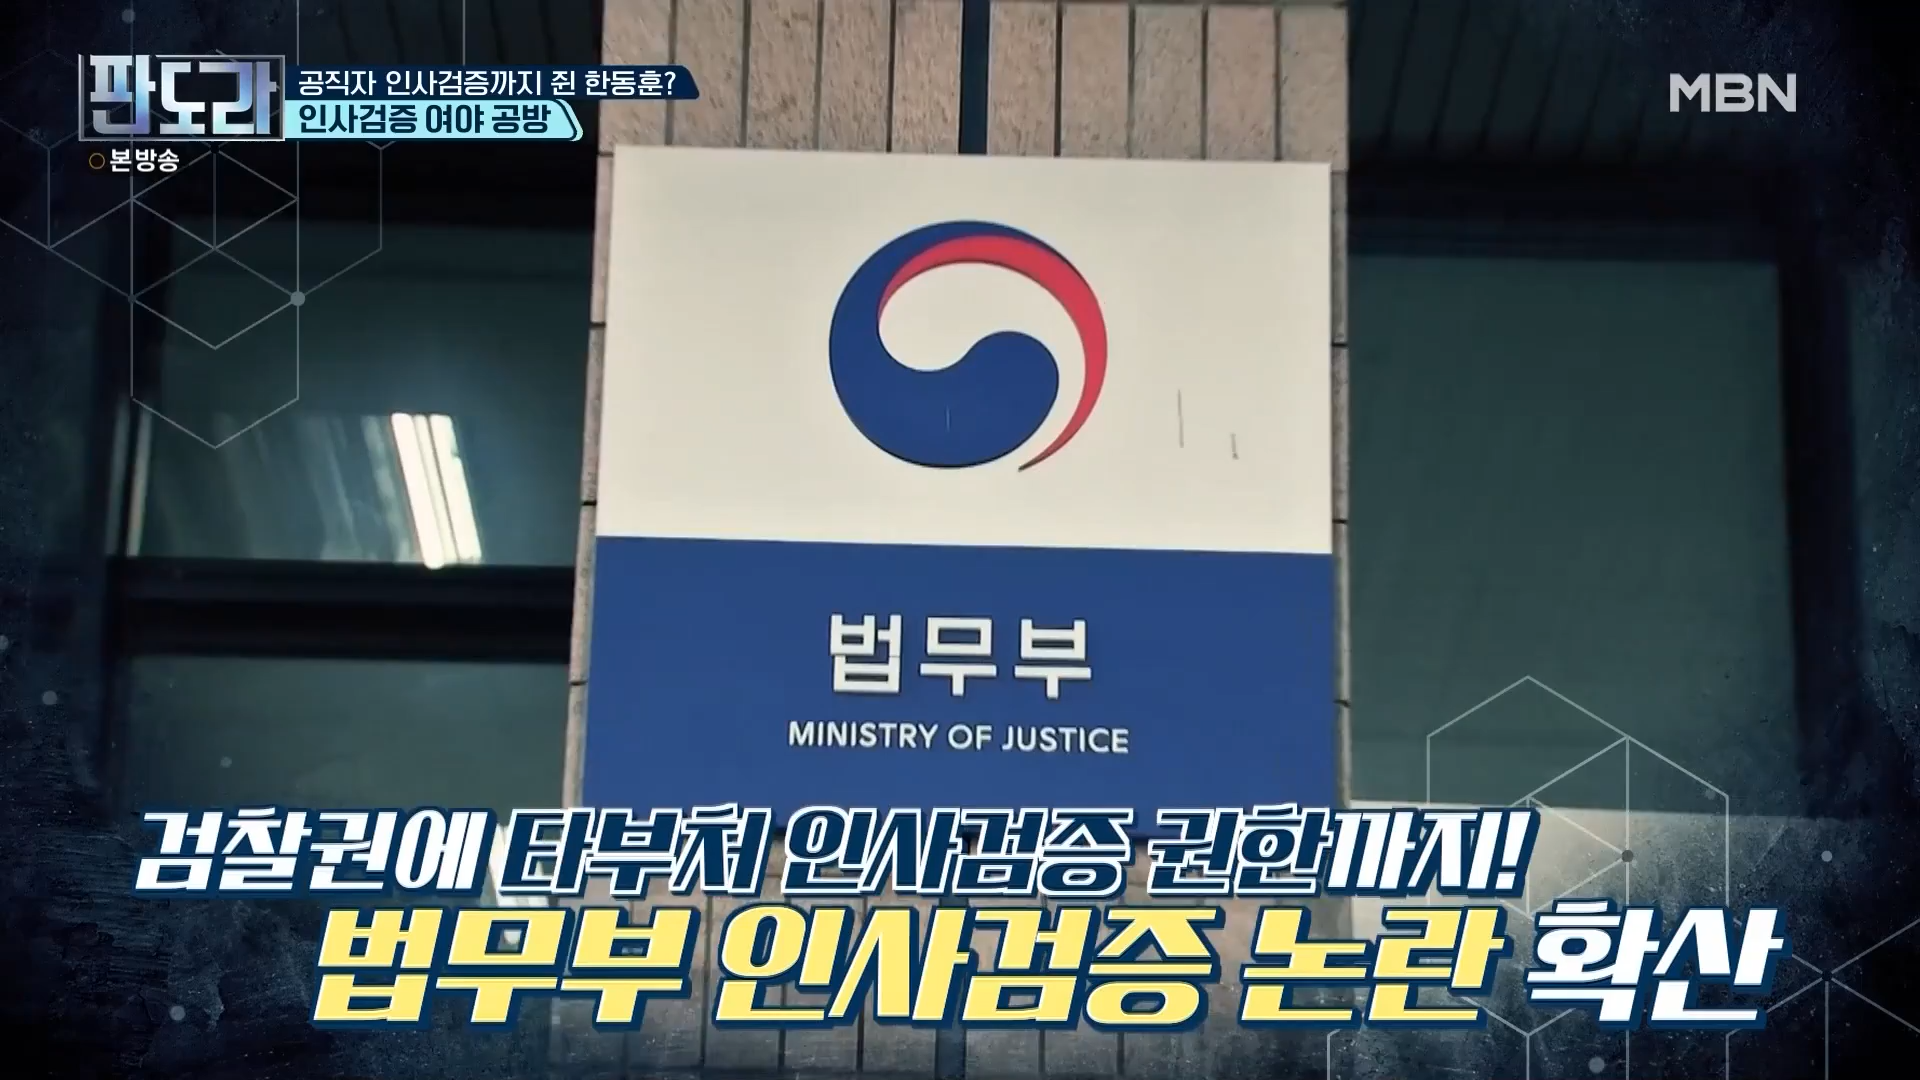 판도라
공직자 인사검증까지 쥔 한동훈?
인사검증 여야 공방
본방송
MBN
법무부
MINISTRY OF JUSTICE
검찰권에 타부처 인사검증 권한까지!
법무부 인사검증 논란 확산